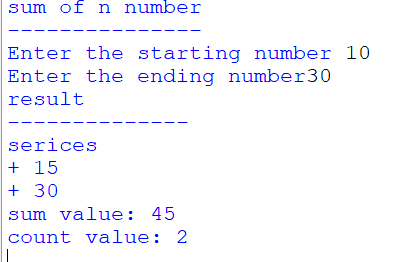 sum of n number
---------------
Enter the starting number 10
Enter the ending number30
result
--------------
serices
+ 15
+ 30
sum value: 45
count value: 2